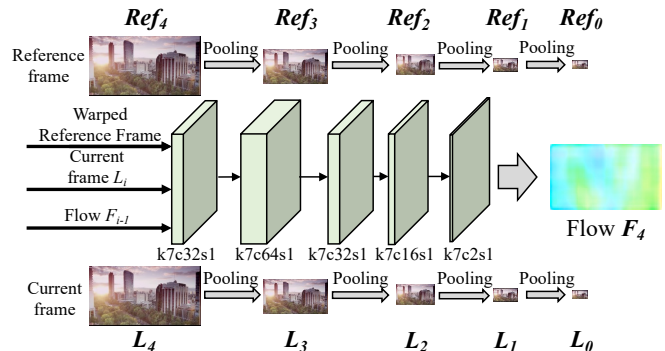 Ref4 Ref3 Ref2 Ref1 Ref0
Reference
frame
Pooling Pooling Pooling Pooling
Warped
Reference Frame
Current
frame Li
Flow Fi-1
k7c32s1 k7c64s1 k7c32s1 k7c16s1 k7c2s1
Flow F4
Current
frame
Pooling Pooling Pooling Pooling
L4 L3 L2 L1 L0